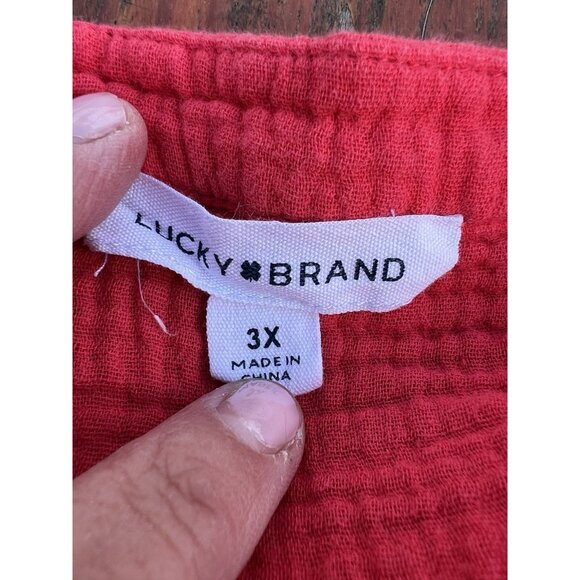 LUCKY BRAND
3X
MADE IN
CHINA